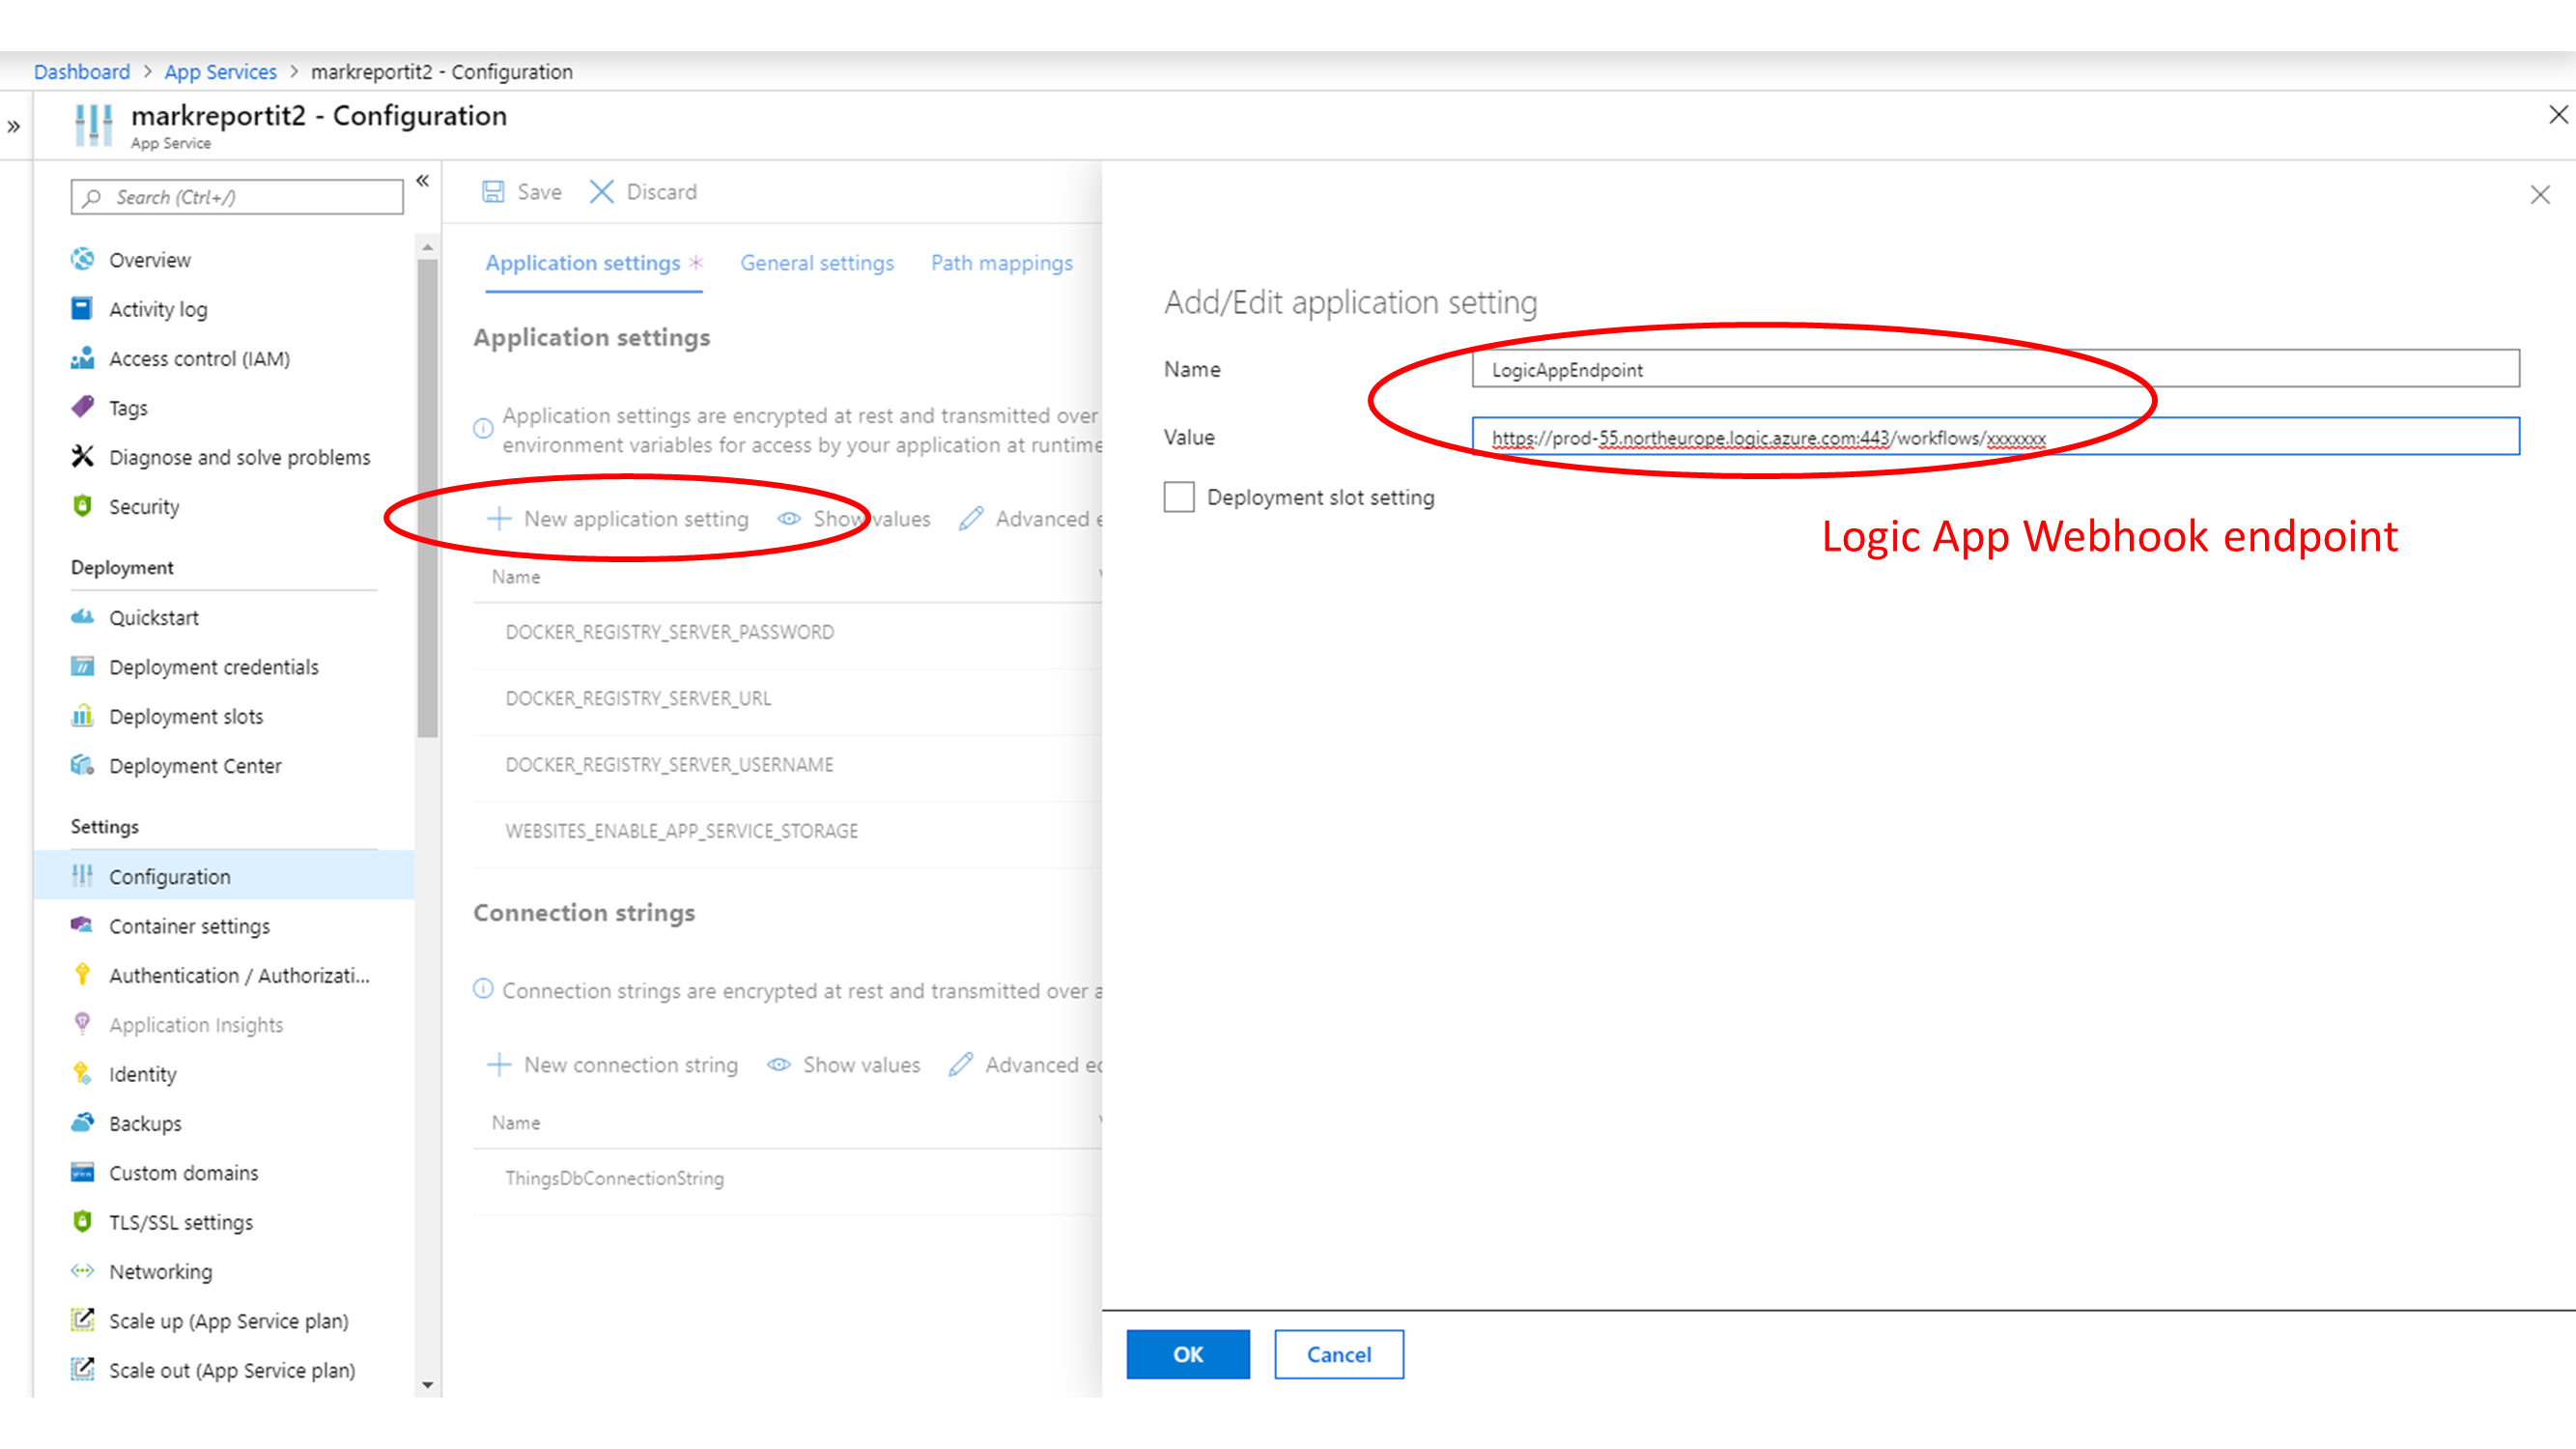 Dashboard > App Services > markreportit2 - Configuration
markreportit2 - Configuration
App Service
Search (Ctrl+/)
Overview
Activity log
Access control (IAM)
Tags
Diagnose and solve problems
Security
Deployment
Quickstart
Deployment credentials
Deployment slots
Deployment Center
Settings
Configuration
Container settings
Authentication / Authorizati...
Application Insights
Identity
Backups
Custom domains
TLS/SSL settings
Networking
Scale up (App Service plan)
Scale out (App Service plan)
Save Discard
Application settings * General settings Path mappings
Application settings
Application settings are encrypted at rest and transmitted over
environment variables for access by your application at runtime
New application setting Show values Advanced e
Name
DOCKER_REGISTRY_SERVER_PASSWORD
DOCKER_REGISTRY_SERVER_URL
DOCKER_REGISTRY_SERVER_USERNAME
WEBSITES_ENABLE_APP_SERVICE_STORAGE
Connection strings
Connection strings are encrypted at rest and transmitted over a
New connection string Show values Advanced ed
Name
ThingsDbConnectionString
Add/Edit application setting
Name LogicAppEndpoint
Value https://prod-55.northeurope.logic.azure.com:443/workflows/xxxxxxx
Deployment slot setting
Logic App Webhook endpoint
OK Cancel